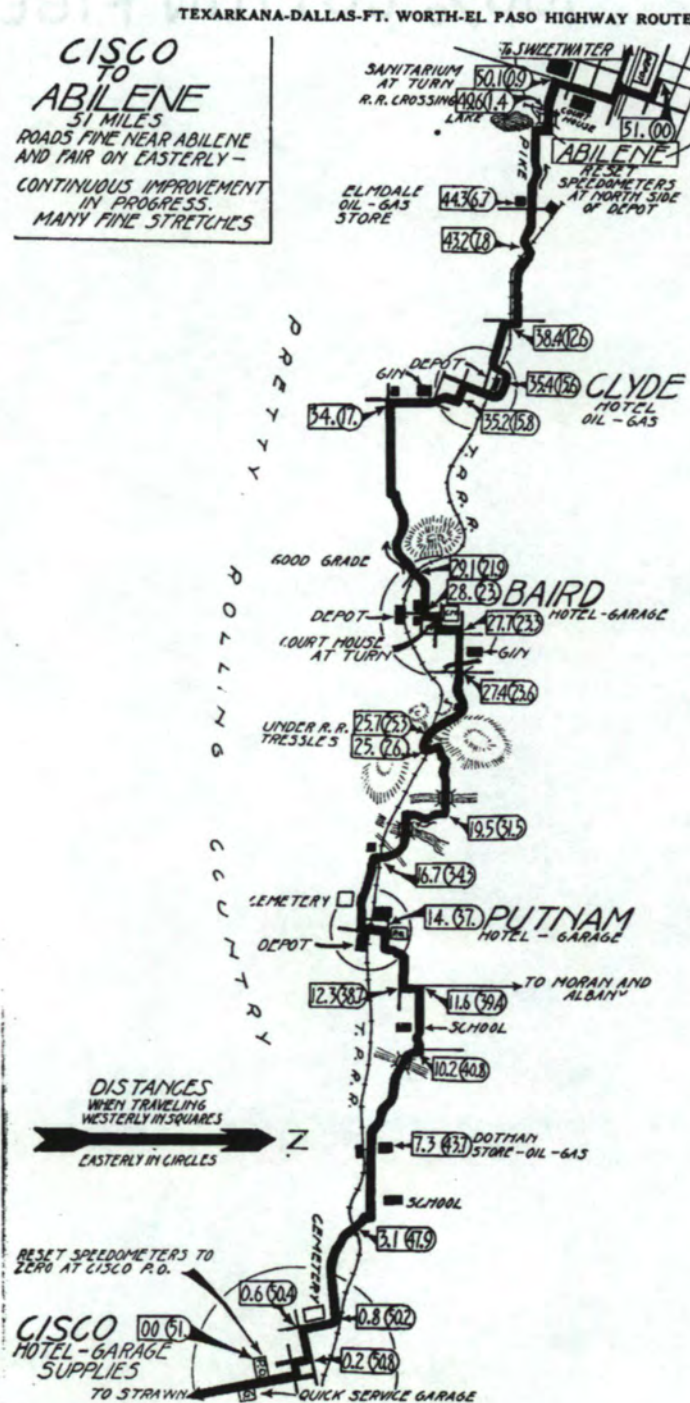 TEXARKANA-DALLAS-FT. WORTH-EL PASO HIGHWAY ROUTE
CISCO
TO
ABILENE
51 MILES
ROADS FINE NEAR ABILENE
AND FAIR ON EASTERLY -
CONTINUOUS IMPROVEMENT
IN PROGRESS.
MANY FINE STRETCHES
TO SWEETWATER
SANITARIUM
AT TURN
50.1 0.9
R.R. CROSSING
49.6 1.4
LAKE
COURT
HOUSE
51. 00
ABILENE
RESET
SPEEDOMETERS
AT NORTH SIDE
OF DEPOT
PIKE
ELMDALE
OIL-GAS
STORE
44.3 6.7
43.2 7.8
38.4 12.6
DEPOT
GIN
35.4 15.6
CLYDE
HOTEL
OIL-GAS
34. 17.
35.2 15.8
T.&P.R.R.
PRETTY ROLLING COUNTRY
GOOD GRADE
29.1 21.9
28. 23.
BAIRD
HOTEL-GARAGE
DEPOT
27.7 23.3
COURT HOUSE
AT TURN
GIN
27.4 23.6
25.7 25.3
UNDER R.R.
TRESSLES
25. 26.
19.5 31.5
16.7 34.3
CEMETERY
14. 37.
PUTNAM
HOTEL-GARAGE
P.O.
DEPOT
TO MORAN AND
ALBANY
12.3 38.7
11.6 39.4
SCHOOL
10.2 40.8
T.P.R.R.
DISTANCES
WHEN TRAVELING
WESTERLY IN SQUARES
N
EASTERLY IN CIRCLES
7.3 43.7
DOTHAN
STORE-OIL-GAS
SCHOOL
CEMETERY
3.1 47.9
RESET SPEEDOMETERS TO
ZERO AT CISCO P.O.
0.6 50.4
0.8 50.2
CISCO
00 51.
HOTEL-GARAGE
SUPPLIES
P.O.
0.2 50.8
TO STRAWN
G
QUICK SERVICE GARAGE